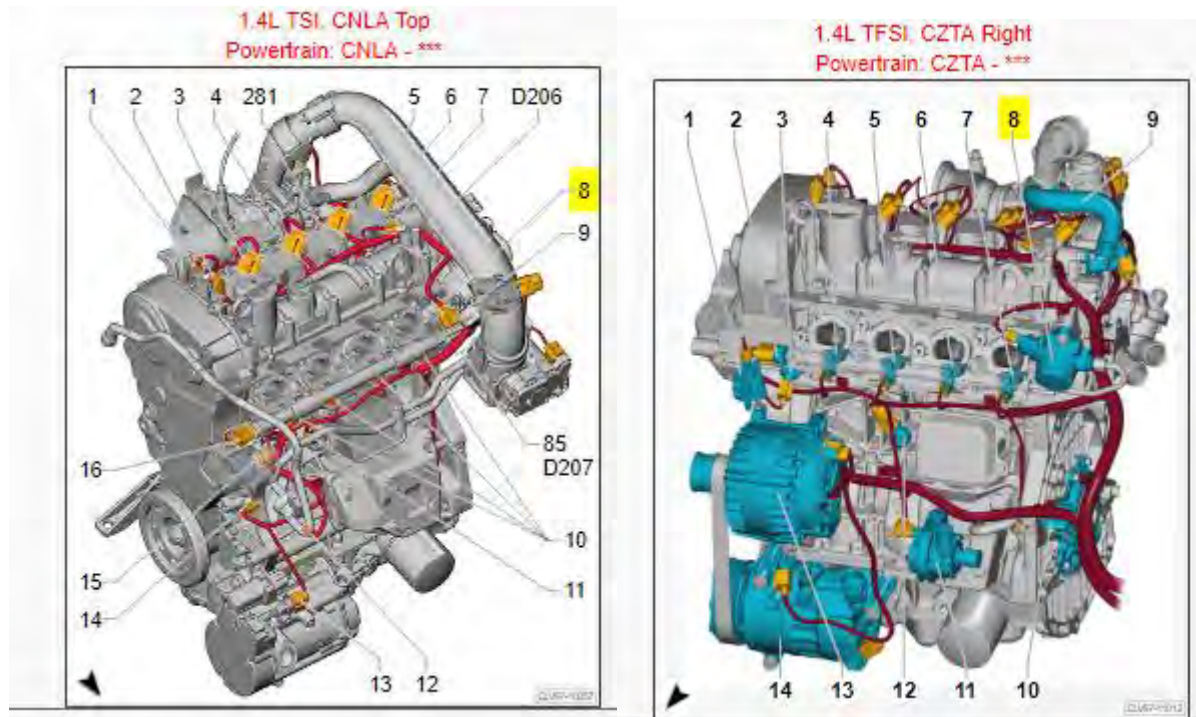 1.4L TSI, CNLA Top
Powertrain: CNLA - ***
1 2 3 4 281 5 6 7 D206
8
9
85
D207
16
10
15
11
14
13 12
1.4L TFSI, CZTA Right
Powertrain: CZTA - ***
1 2 3 4 5 6 7 8 9
14 13 12 11 10